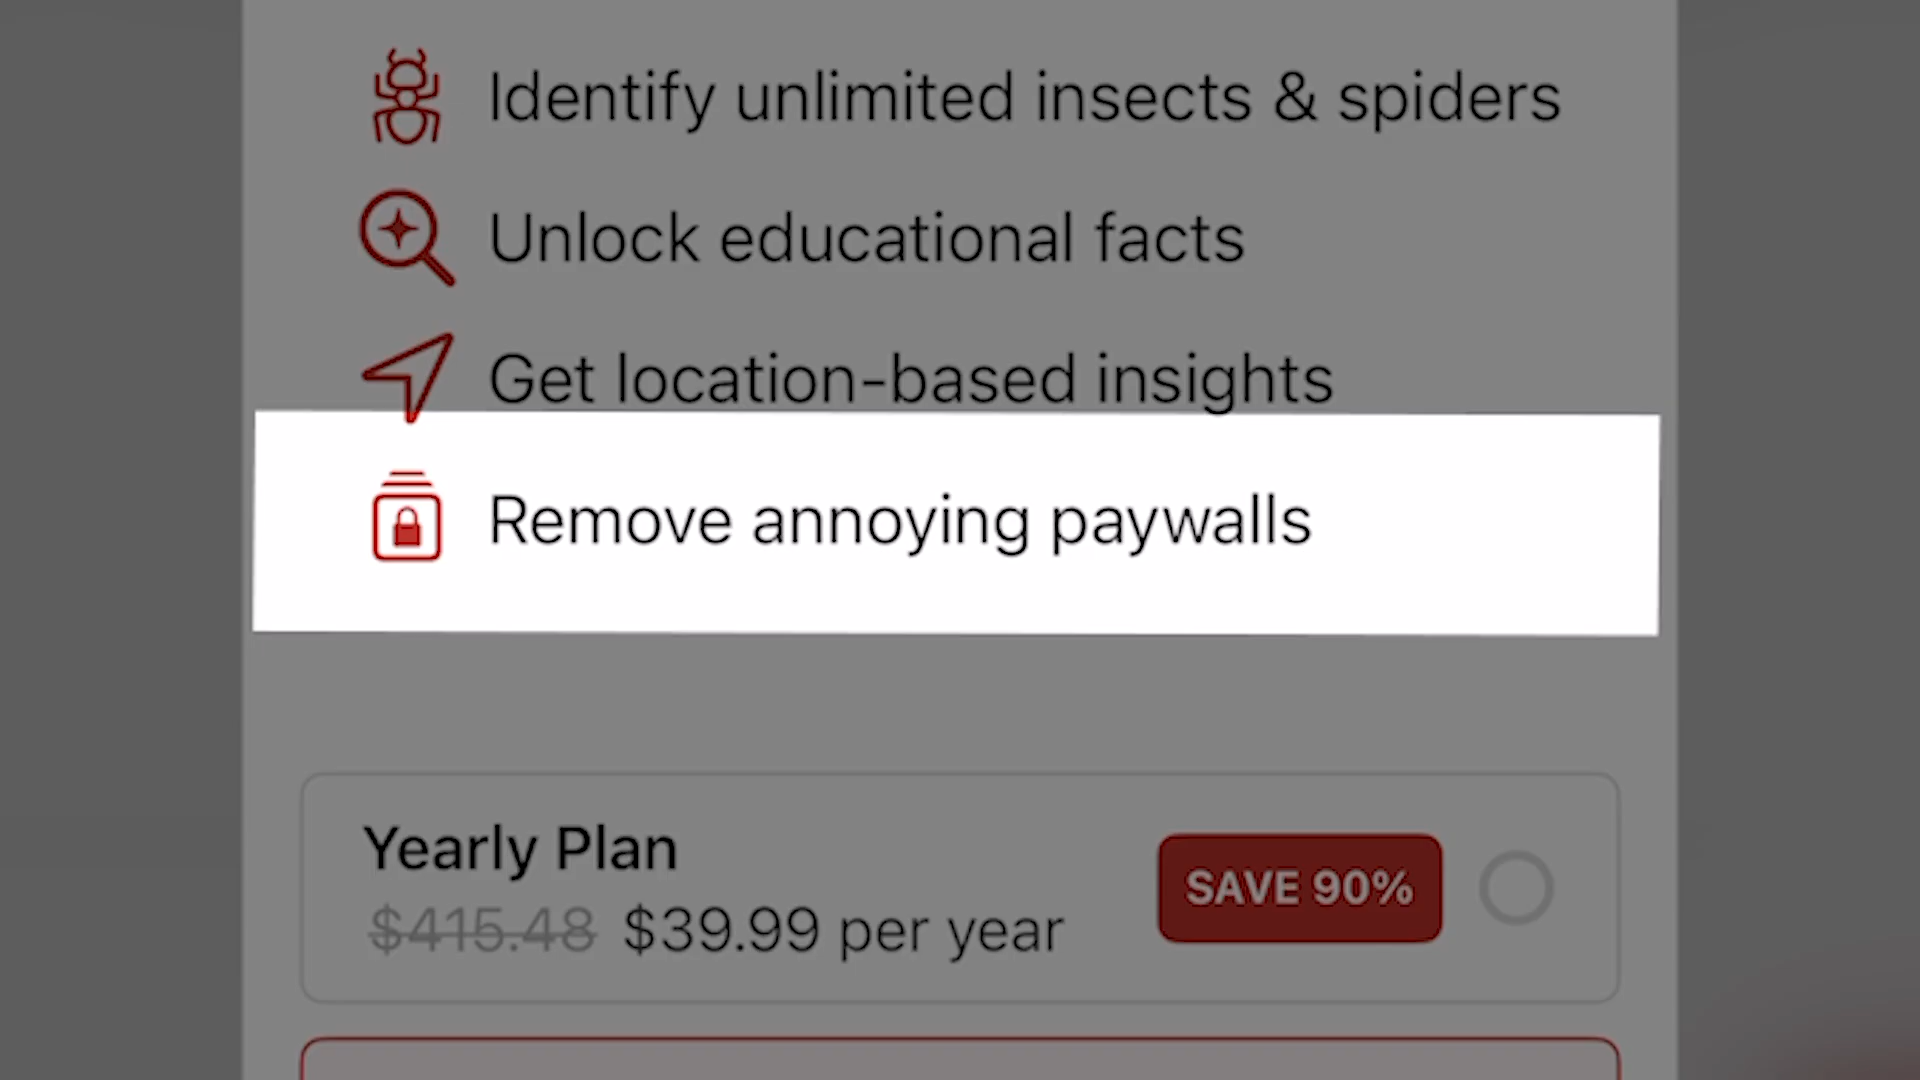 Identify unlimited insects & spiders
Unlock educational facts
Get location-based insights
Remove annoying paywalls
Yearly Plan
$415.48 $39.99 per year
SAVE 90%